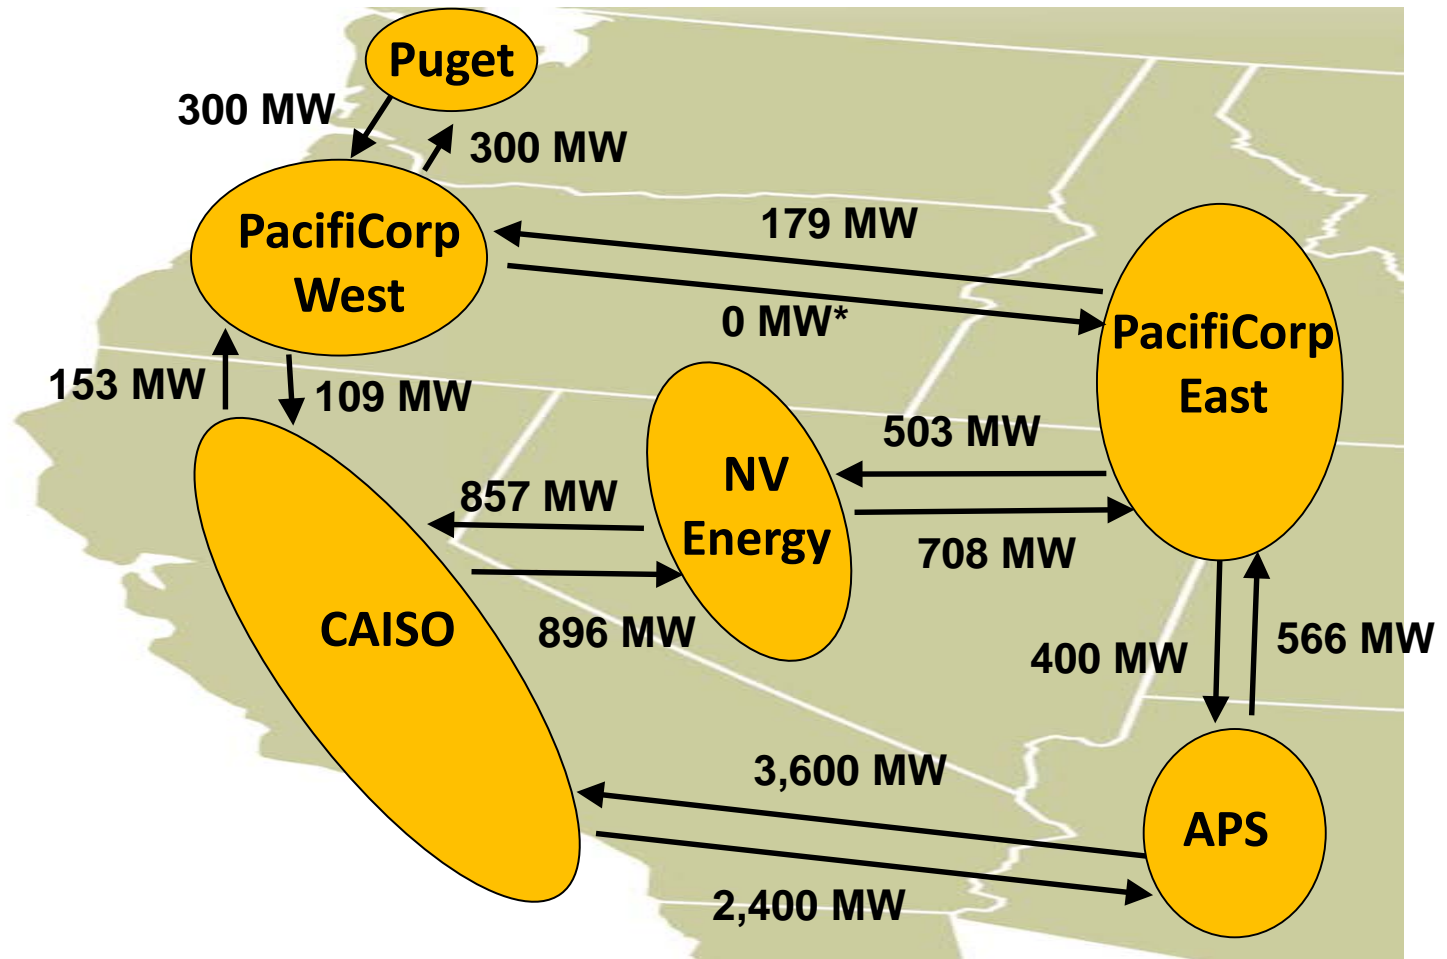 Puget
300 MW
300 MW
PacifiCorp
West
179 MW
0 MW*
PacifiCorp
East
153 MW
109 MW
503 MW
NV
Energy
857 MW
708 MW
896 MW
CAISO
400 MW
566 MW
3,600 MW
APS
2,400 MW